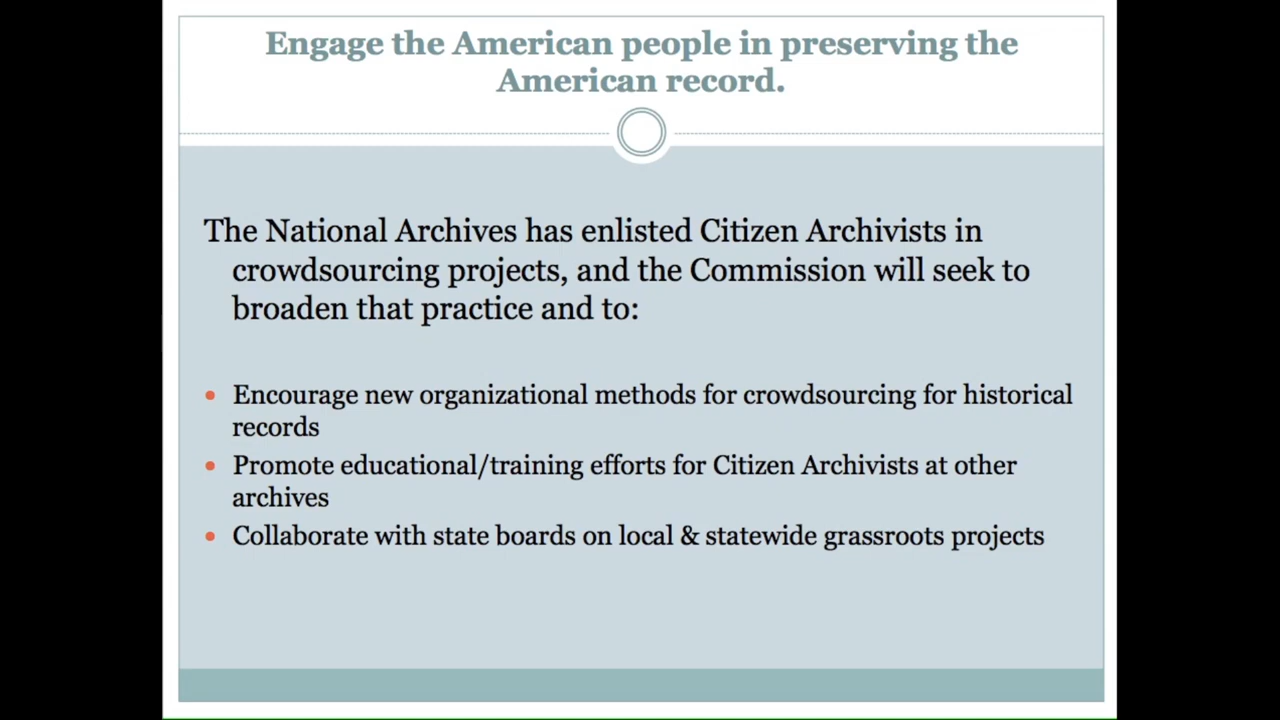 Engage the American people in preserving the
American record.
The National Archives has enlisted Citizen Archivists in
crowdsourcing projects, and the Commission will seek to
broaden that practice and to:
• Encourage new organizational methods for crowdsourcing for historical
records
• Promote educational/training efforts for Citizen Archivists at other
archives
• Collaborate with state boards on local & statewide grassroots projects